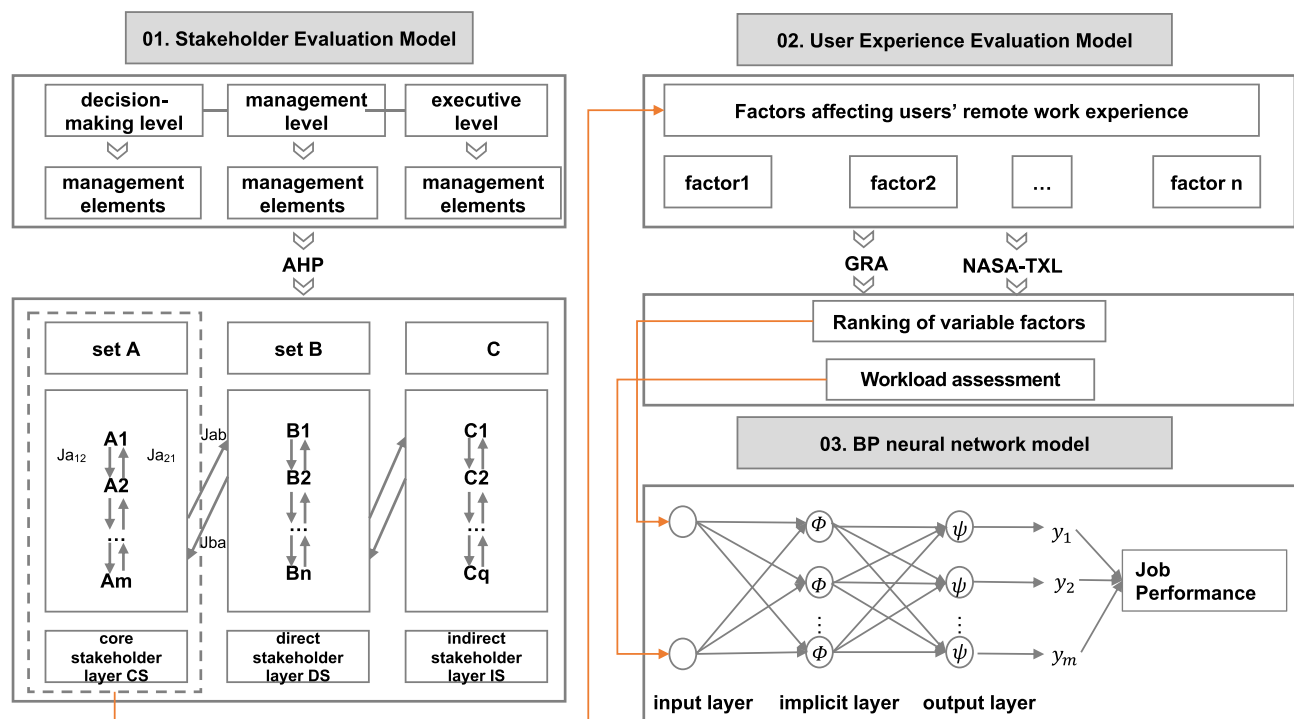 01. Stakeholder Evaluation Model
decision-
making level
management
level
executive
level
management
elements
management
elements
management
elements
AHP
set A
set B
C
A1
Ja12
Ja21
A2
...
Am
Jab
Jba
B1
B2
...
Bn
C1
C2
...
Cq
core
stakeholder
layer CS
direct
stakeholder
layer DS
indirect
stakeholder
layer IS
02. User Experience Evaluation Model
Factors affecting users’ remote work experience
factor1
factor2
...
factor n
GRA
NASA-TXL
Ranking of variable factors
Workload assessment
03. BP neural network model
Φ
Φ
⋮
Φ
ψ
ψ
⋮
ψ
y1
y2
ym
Job
Performance
input layer
implicit layer
output layer